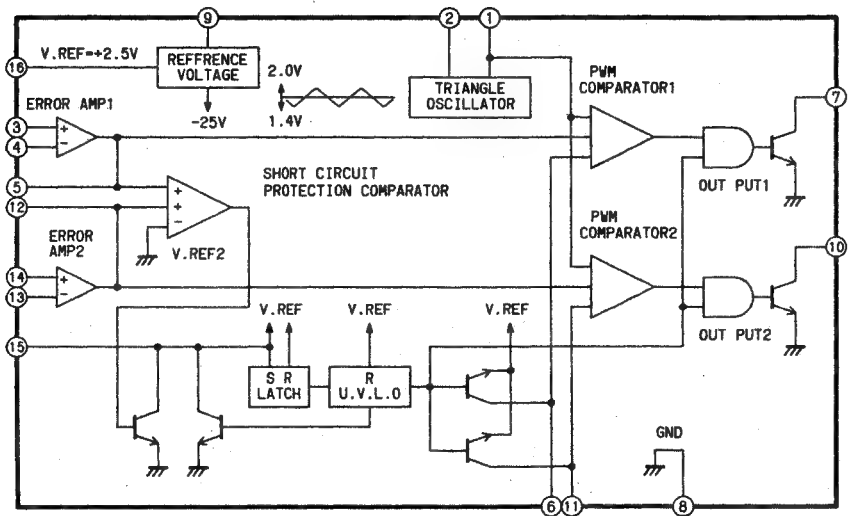 9
2
1
16
V.REF=+2.5V
REFFRENCE
VOLTAGE
2.0V
1.4V
-25V
TRIANGLE
OSCILLATOR
PWM
COMPARATOR1
7
ERROR AMP.1
3
+
4
-
5
12
+
+
-
SHORT CIRCUIT
PROTECTION COMPARATOR
V.REF2
OUT PUT1
ERROR
AMP2
PWM
COMPARATOR2
10
14
+
13
-
V.REF
V.REF
V.REF
OUT PUT2
15
S R
LATCH
R
U.V.L.O
GND
6
11
8